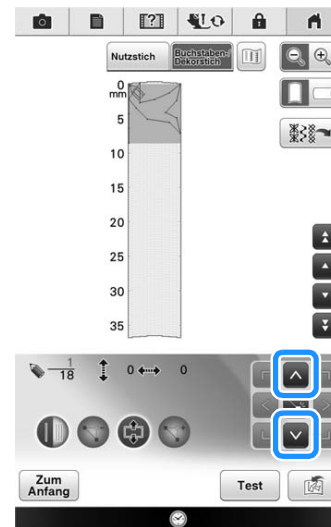 Nutzstich
Buchstaben-/
Dekorstich
0
mm
5
10
15
20
25
30
35
1
18
0
0
Zum
Anfang
Test